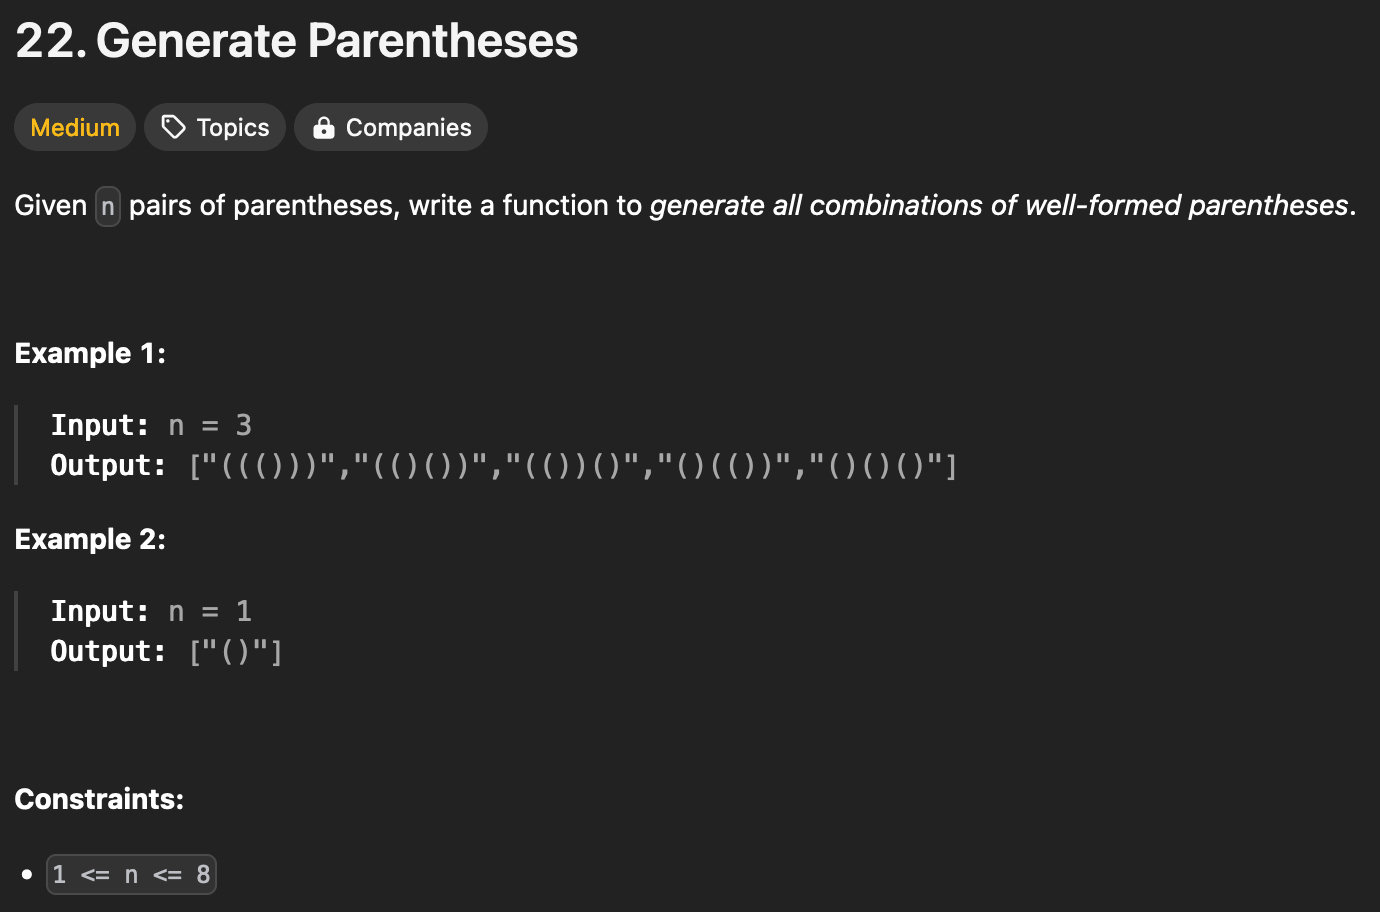 22. Generate Parentheses
Medium Topics Companies
Given n pairs of parentheses, write a function to generate all combinations of well-formed parentheses.
Example 1:
Input: n = 3
Output: ["((()))","(()())","(())()","()(())","()()()"]
Example 2:
Input: n = 1
Output: ["()"]
Constraints:
• 1 <= n <= 8